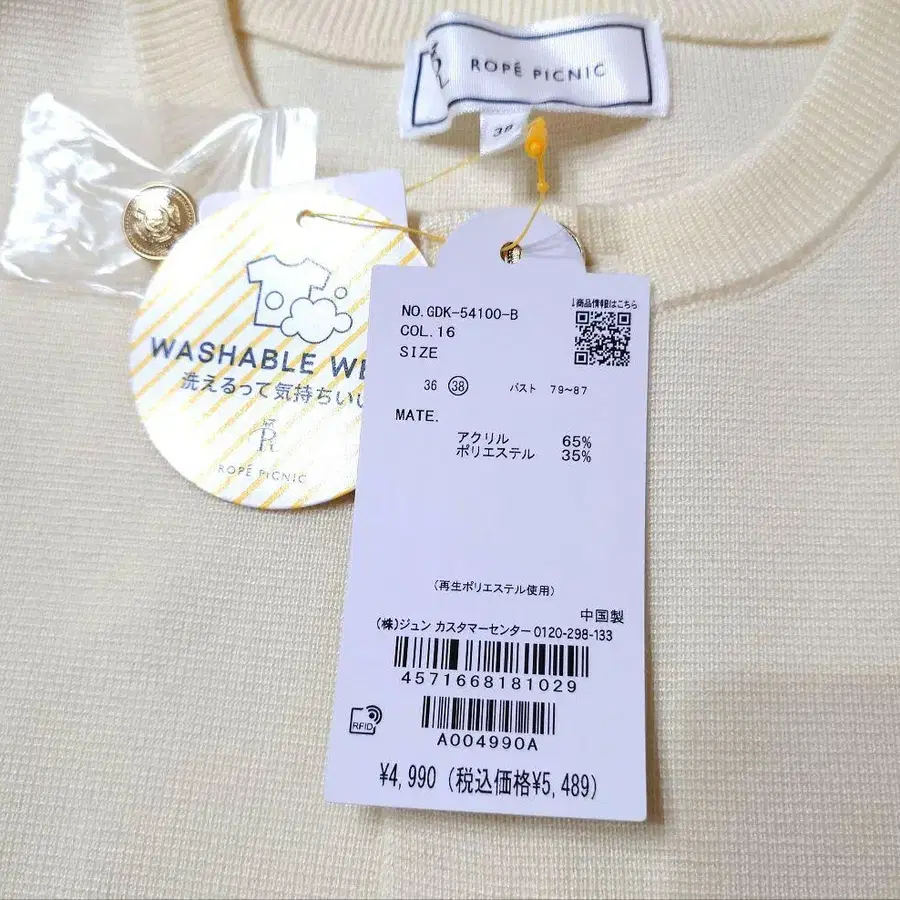 ROPÉ PICNIC
38
WASHABLE
洗えるって気持ちいい
ROPÉ PICNIC
NO.GDK-54100-B
COL.16
SIZE
36 38 バスト 79~87
MATE.
アクリル 65%
ポリエステル 35%
↓商品情報はこちら
(再生ポリエステル使用)
中国製
(株)ジュン カスタマーセンター 0120-298-133
4571668181029
RFID
A004990A
¥4,990 (税込価格¥5,489)